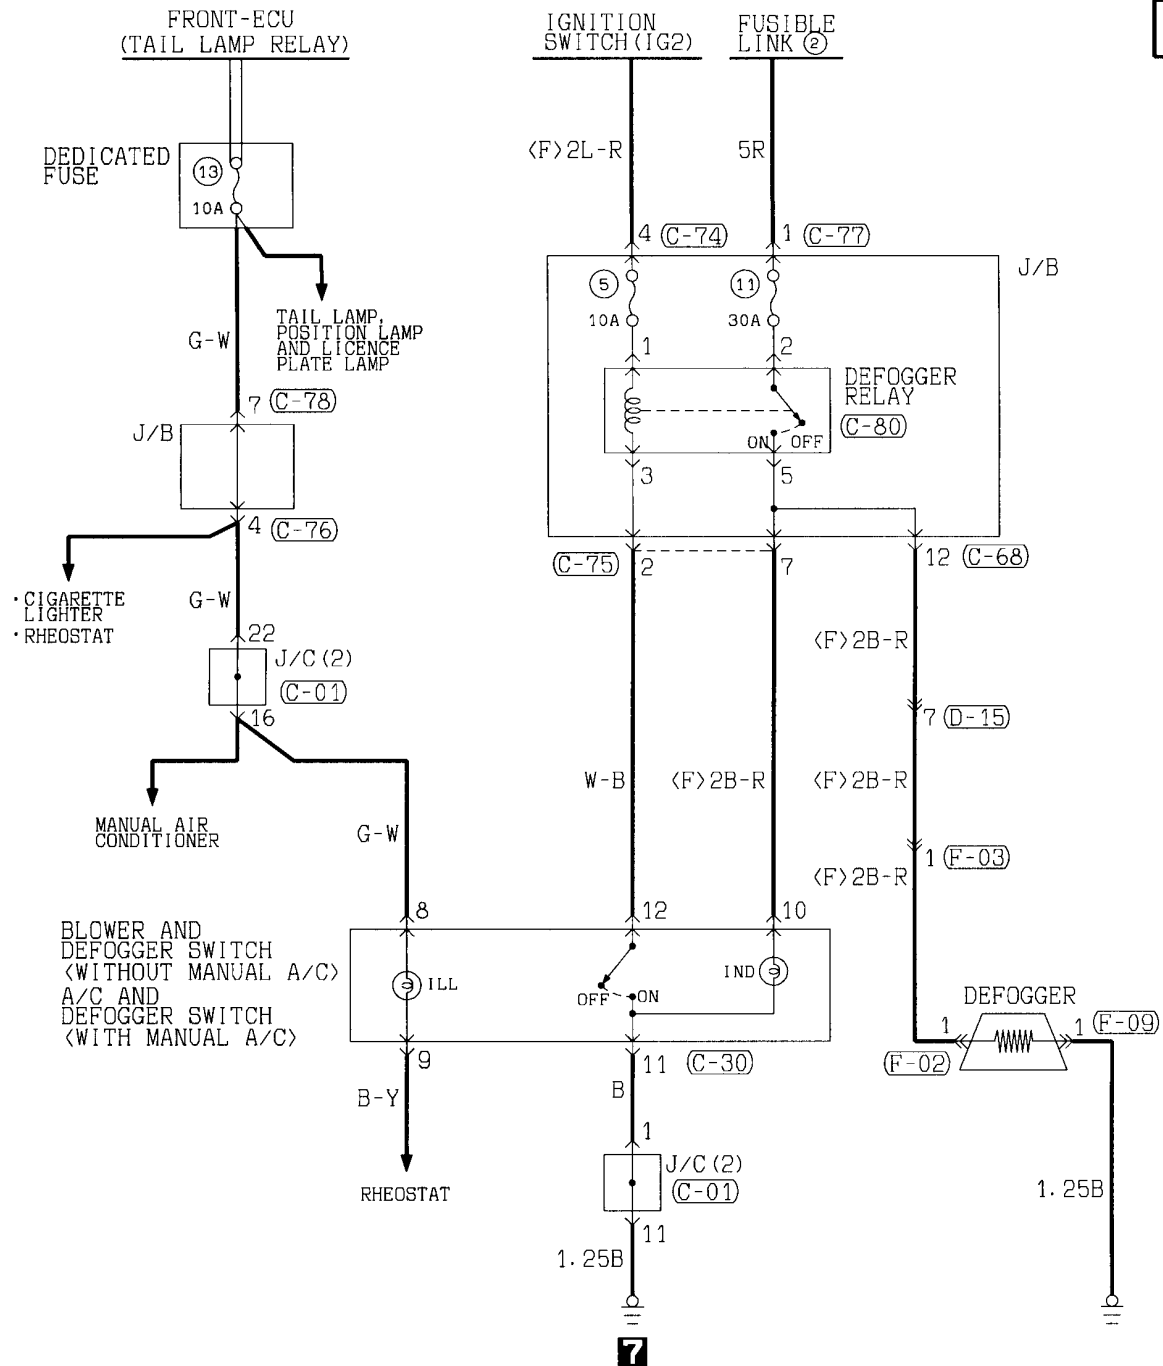 FRONT-ECU
(TAIL LAMP RELAY)
IGNITION
SWITCH(IG2)
FUSIBLE
LINK ②
DEDICATED
FUSE
13
10A
<F>2L-R
5R
4 C-74
1 C-77
J/B
5
10A
11
30A
TAIL LAMP,
POSITION LAMP
AND LICENCE
PLATE LAMP
G-W
1
2
DEFOGGER
RELAY
C-80
ON OFF
7 C-78
J/B
3
5
4 C-76
C-75 2
7
12 C-68
・CIGARETTE
LIGHTER
・RHEOSTAT
G-W
22
J/C(2)
C-01
16
<F>2B-R
7 D-15
W-B
<F>2B-R
<F>2B-R
MANUAL AIR
CONDITIONER
G-W
1 F-03
<F>2B-R
8
12
10
BLOWER AND
DEFOGGER SWITCH
<WITHOUT MANUAL A/C>
A/C AND
DEFOGGER SWITCH
<WITH MANUAL A/C>
ILL
OFF ON
IND
DEFOGGER
1
F-02
1 F-09
9
11 C-30
B-Y
B
1
J/C(2)
C-01
RHEOSTAT
11
1.25B
1.25B
7